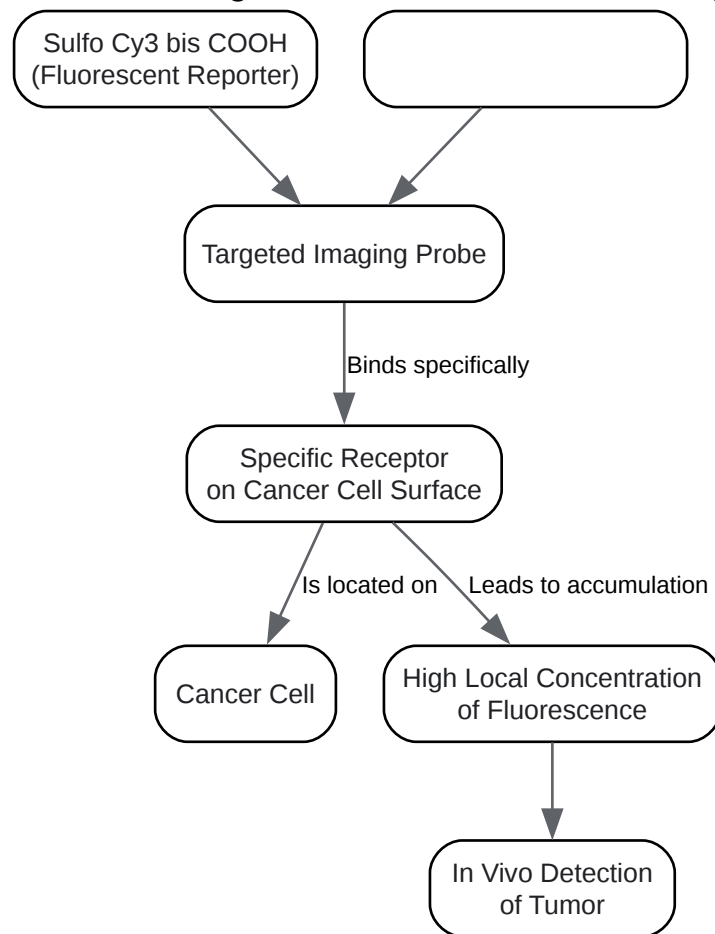 Sulfo Cy3 bis COOH
(Fluorescent Reporter)
Targeted Imaging Probe
Binds specifically
Specific Receptor
on Cancer Cell Surface
Is located on
Leads to accumulation
Cancer Cell
High Local Concentration
of Fluorescence
In Vivo Detection
of Tumor